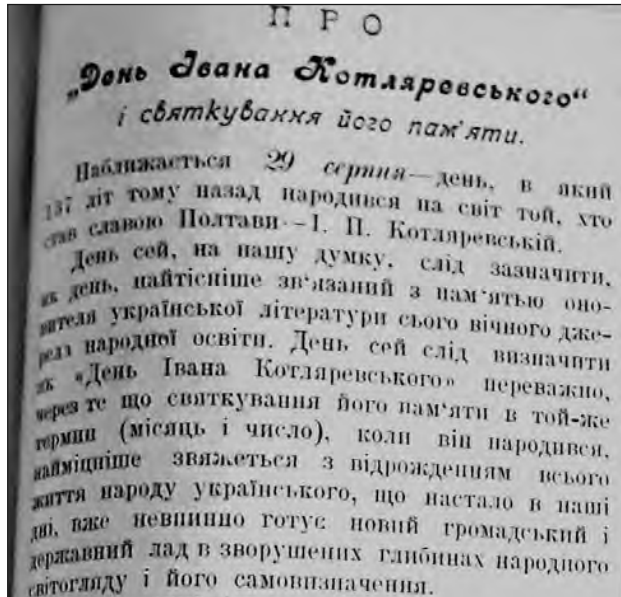 ПРО
„День Івана Котляревського“
і святкування його пам'яти.
Наближається 29 серпня—день, в який
137 літ тому назад народився на світ той, хто
став славою Полтави—І. П. Котляревській.
День сей, на нашу думку, слід зазначити,
як день, найтісніше зв'язаний з пам'ятью оно-
вителя української літератури сього вічного дже-
рела народної освіти. День сей слід визначити
як «День Івана Котляревського» переважно,
через те що святкування його пам'яти в той-же
термин (місяць і число), коли він народився,
найміцніше звяжеться з відрожденням всього
життя народу українського, що настало в наші
дні, вже невпинно готує новий громадський і
державний лад в зворушених глибинах народного
світогляду і його самовизначення.